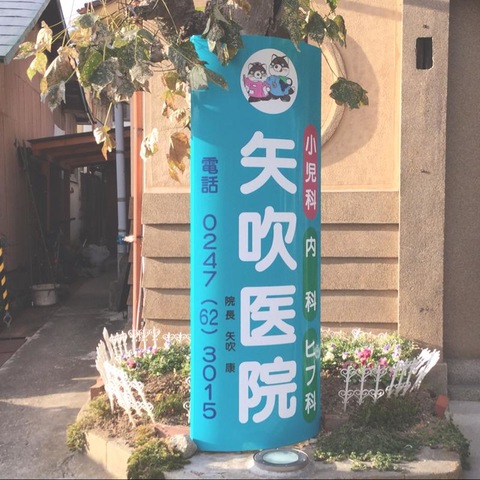 小児科
内科
ヒフ科
矢吹医院
院長 矢吹 康
電話 0247(62)3015